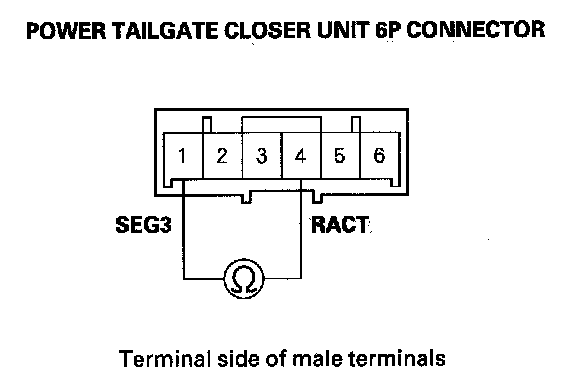 POWER TAILGATE CLOSER UNIT 6P CONNECTOR
1 2 3 4 5 6
SEG3 RACT
Ω
Terminal side of male terminals